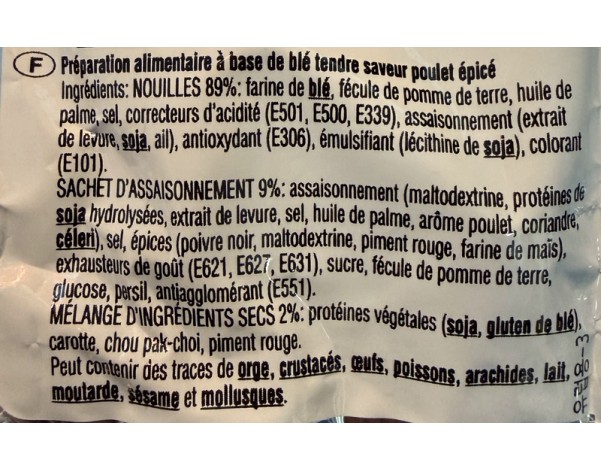 F Préparation alimentaire à base de blé tendre saveur poulet épicé
Ingrédients: NOUILLES 89%: farine de blé, fécule de pomme de terre, huile de
palme, sel, correcteurs d'acidité (E501, E500, E339), assaisonnement (extrait
de levure, soja, ail), antioxydant (E306), émulsifiant (lécithine de soja), colorant
(E101).
SACHET D'ASSAISONNEMENT 9%: assaisonnement (maltodextrine, protéines de
soja hydrolysées, extrait de levure, sel, huile de palme, arôme poulet, coriandre,
céleri), sel, épices (poivre noir, maltodextrine, piment rouge, farine de maïs),
exhausteurs de goût (E621, E627, E631), sucre, fécule de pomme de terre,
glucose, persil, antiagglomérant (E551).
MÉLANGE D'INGRÉDIENTS SECS 2%: protéines végétales (soja, gluten de blé),
carotte, chou pak-choi, piment rouge.
Peut contenir des traces de orge, crustacés, œufs, poissons, arachides, lait,
moutarde, sésame et mollusques.